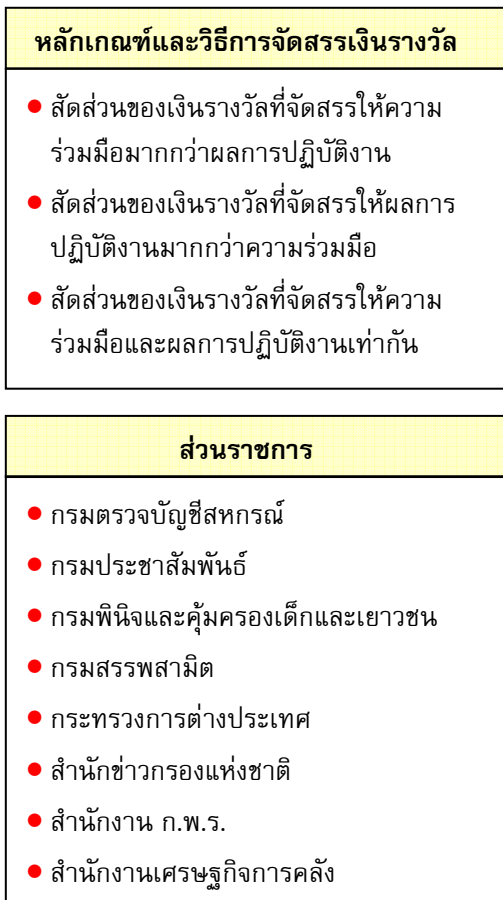 หลักเกณฑ์และวิธีการจัดสรรเงินรางวัล
● สัดส่วนของเงินรางวัลที่จัดสรรให้ความ
ร่วมมือมากกว่าผลการปฏิบัติงาน
● สัดส่วนของเงินรางวัลที่จัดสรรให้ผลการ
ปฏิบัติงานมากกว่าความร่วมมือ
● สัดส่วนของเงินรางวัลที่จัดสรรให้ความ
ร่วมมือและผลการปฏิบัติงานเท่ากัน
ส่วนราชการ
● กรมตรวจบัญชีสหกรณ์
● กรมประชาสัมพันธ์
● กรมพินิจและคุ้มครองเด็กและเยาวชน
● กรมสรรพสามิต
● กระทรวงการต่างประเทศ
● สำนักข่าวกรองแห่งชาติ
● สำนักงาน ก.พ.ร.
● สำนักงานเศรษฐกิจการคลัง